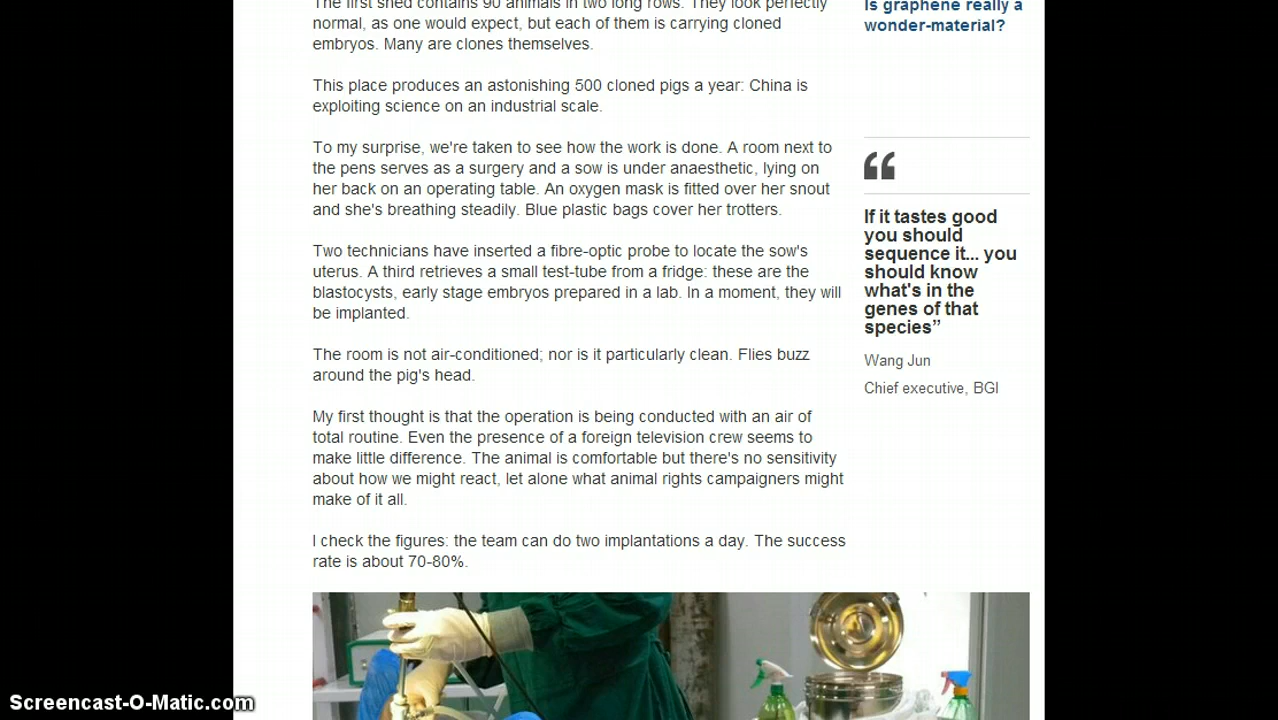 The first shed contains 90 animals in two long rows. They look perfectly
normal, as one would expect, but each of them is carrying cloned
embryos. Many are clones themselves.
This place produces an astonishing 500 cloned pigs a year: China is
exploiting science on an industrial scale.
To my surprise, we're taken to see how the work is done. A room next to
the pens serves as a surgery and a sow is under anaesthetic, lying on
her back on an operating table. An oxygen mask is fitted over her snout
and she's breathing steadily. Blue plastic bags cover her trotters.
Two technicians have inserted a fibre-optic probe to locate the sow's
uterus. A third retrieves a small test-tube from a fridge: these are the
blastocysts, early stage embryos prepared in a lab. In a moment, they will
be implanted.
The room is not air-conditioned; nor is it particularly clean. Flies buzz
around the pig's head.
My first thought is that the operation is being conducted with an air of
total routine. Even the presence of a foreign television crew seems to
make little difference. The animal is comfortable but there's no sensitivity
about how we might react, let alone what animal rights campaigners might
make of it all.
I check the figures: the team can do two implantations a day. The success
rate is about 70-80%.
Is graphene really a
wonder-material?
“
If it tastes good
you should
sequence it... you
should know
what's in the
genes of that
species”
Wang Jun
Chief executive, BGI
Screencast-O-Matic.com